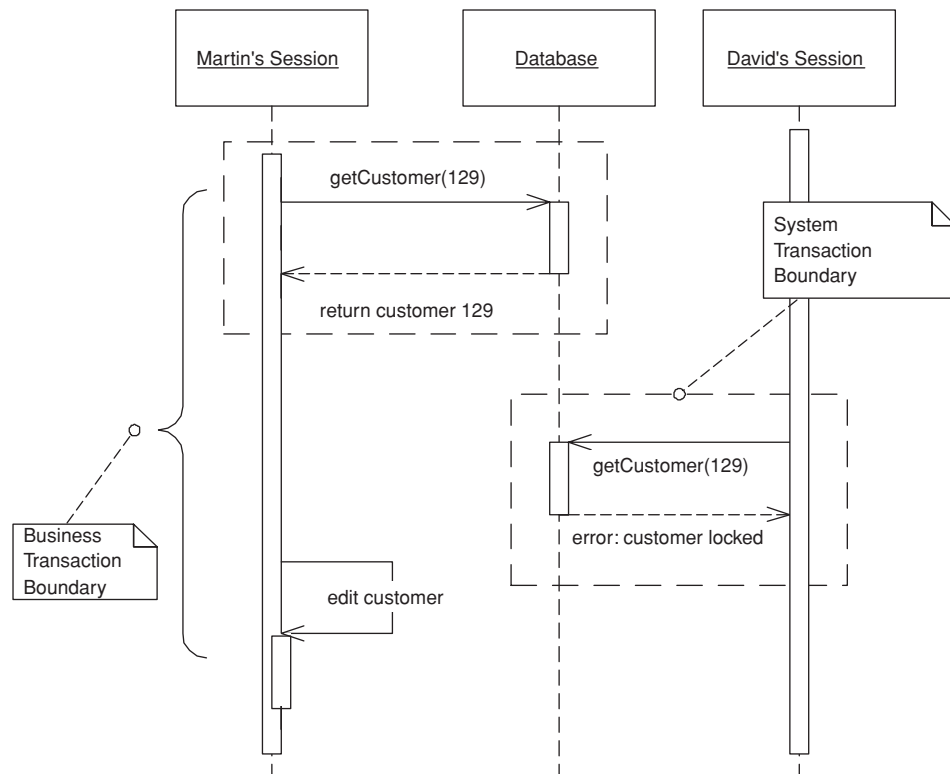 Martin's Session
Database
David's Session
getCustomer(129)
return customer 129
System
Transaction
Boundary
getCustomer(129)
error: customer locked
Business
Transaction
Boundary
edit customer